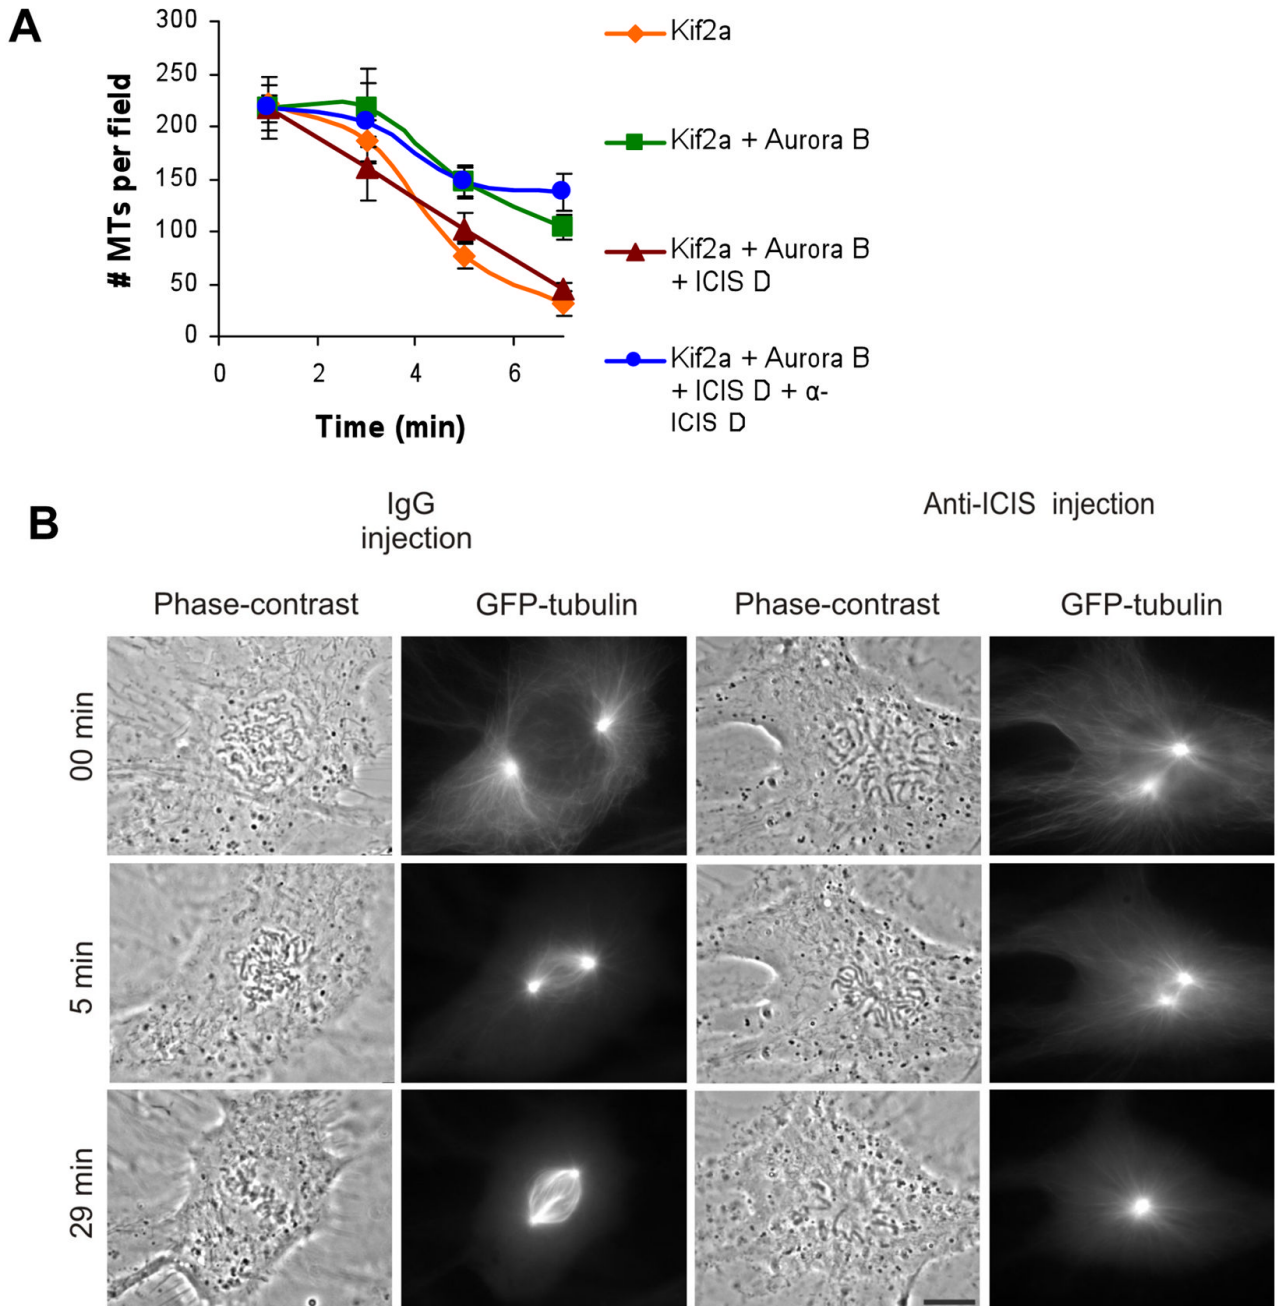 A
300
250
200
150
100
50
0
# MTs per field
0 2 4 6
Time (min)
Kif2a
Kif2a + Aurora B
Kif2a + Aurora B
+ ICIS D
Kif2a + Aurora B
+ ICIS D + α-
ICIS D
B
IgG
injection
Anti-ICIS injection
Phase-contrast GFP-tubulin Phase-contrast GFP-tubulin
00 min
5 min
29 min